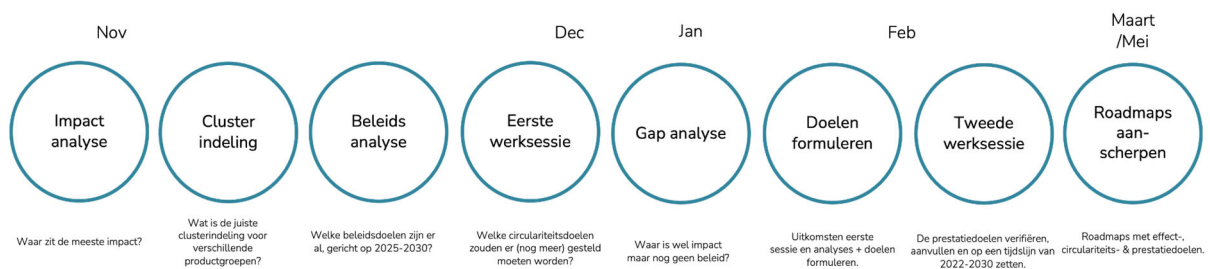 Nov
Dec
Jan
Feb
Maart
/Mei
Impact
analyse
Cluster
indeling
Beleids
analyse
Eerste
werksessie
Gap analyse
Doelen
formuleren
Tweede
werksessie
Roadmaps
aan-
scherpen
Waar zit de meeste impact?
Wat is de juiste
clusterindeling voor
verschillende
productgroepen?
Welke beleidsdoelen zijn er
al, gericht op 2025-2030?
Welke circulariteitsdoelen
zouden er (nog meer) gesteld
moeten worden?
Waar is wel impact
maar nog geen beleid?
Uitkomsten eerste
sessie en analyses + doelen
formuleren.
De prestatiedoelen verifiëren,
aanvullen en op een tijdslijn van
2022-2030 zetten.
Roadmaps met effect-,
circulariteits- & prestatiedoelen.